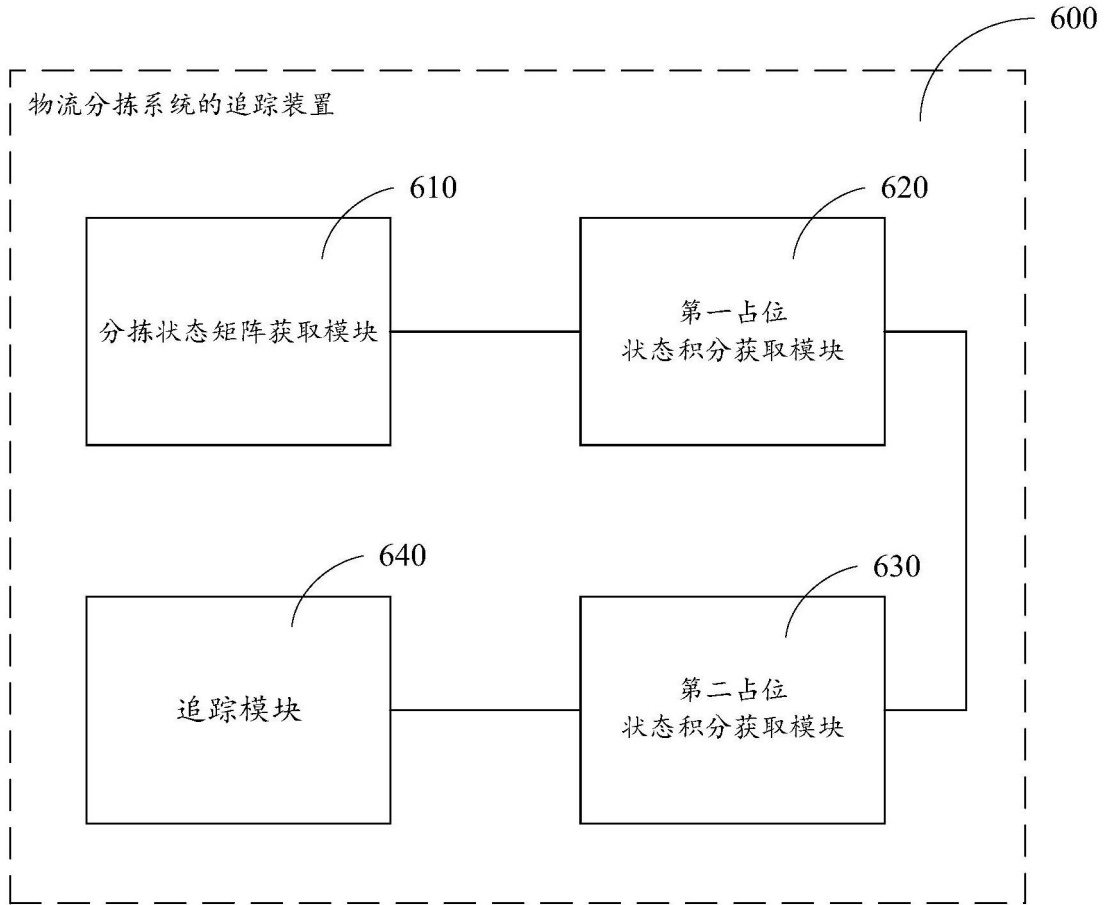 600
物流分拣系统的追踪装置
610
620
分拣状态矩阵获取模块
第一占位
状态积分获取模块
640
630
追踪模块
第二占位
状态积分获取模块